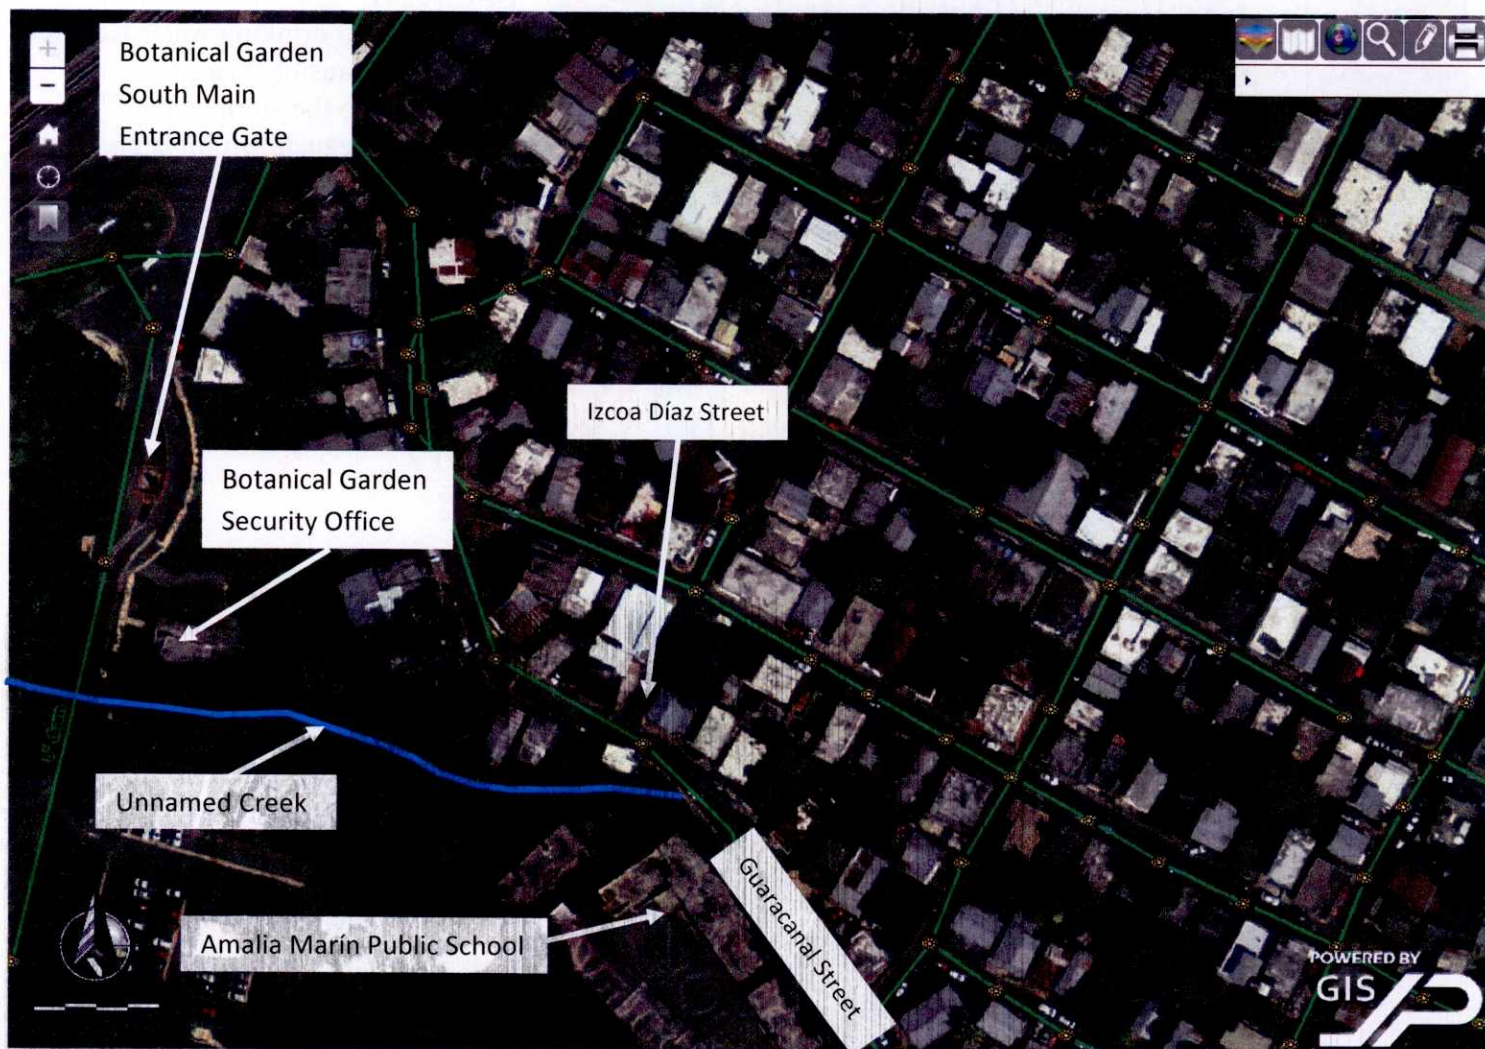 Botanical Garden
South Main
Entrance Gate
Izcoa Díaz Street
Botanical Garden
Security Office
Unnamed Creek
Guaracanal Street
Amalia Marín Public School
POWERED BY
GIS